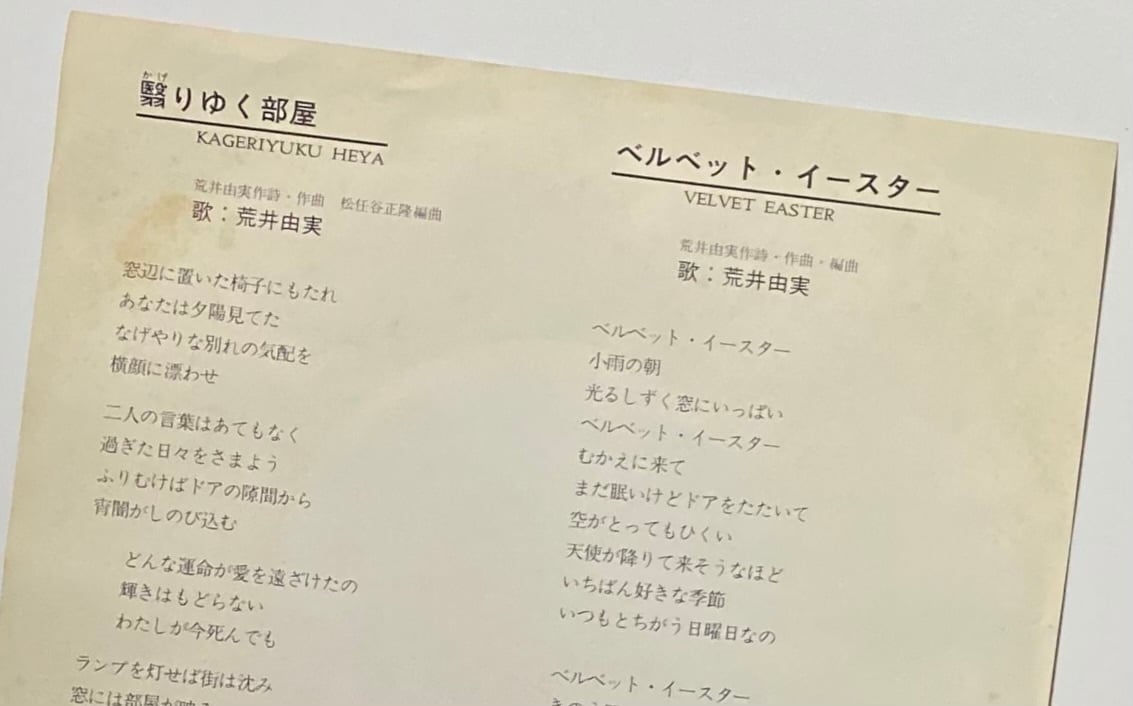 かげ
翳りゆく部屋
KAGERIYUKU HEYA
荒井由実作詩・作曲 松任谷正隆編曲
歌:荒井由実
窓辺に置いた椅子にもたれ
あなたは夕陽見てた
なげやりな別れの気配を
横顔に漂わせ
二人の言葉はあてもなく
過ぎた日々をさまよう
ふりむけばドアの隙間から
宵闇がしのび込む
どんな運命が愛を遠ざけたの
輝きはもどらない
わたしが今死んでも
ランプを灯せば街は沈み
窓には部屋が
ベルベット・イースター
VELVET EASTER
荒井由実作詩・作曲・編曲
歌:荒井由実
ベルベット・イースター
小雨の朝
光るしずく窓にいっぱい
ベルベット・イースター
むかえに来て
まだ眠いけどドアをたたいて
空がとってもひくい
天使が降りて来そうなほど
いちばん好きな季節
いつもとちがう日曜日なの
ベルベット・イースター